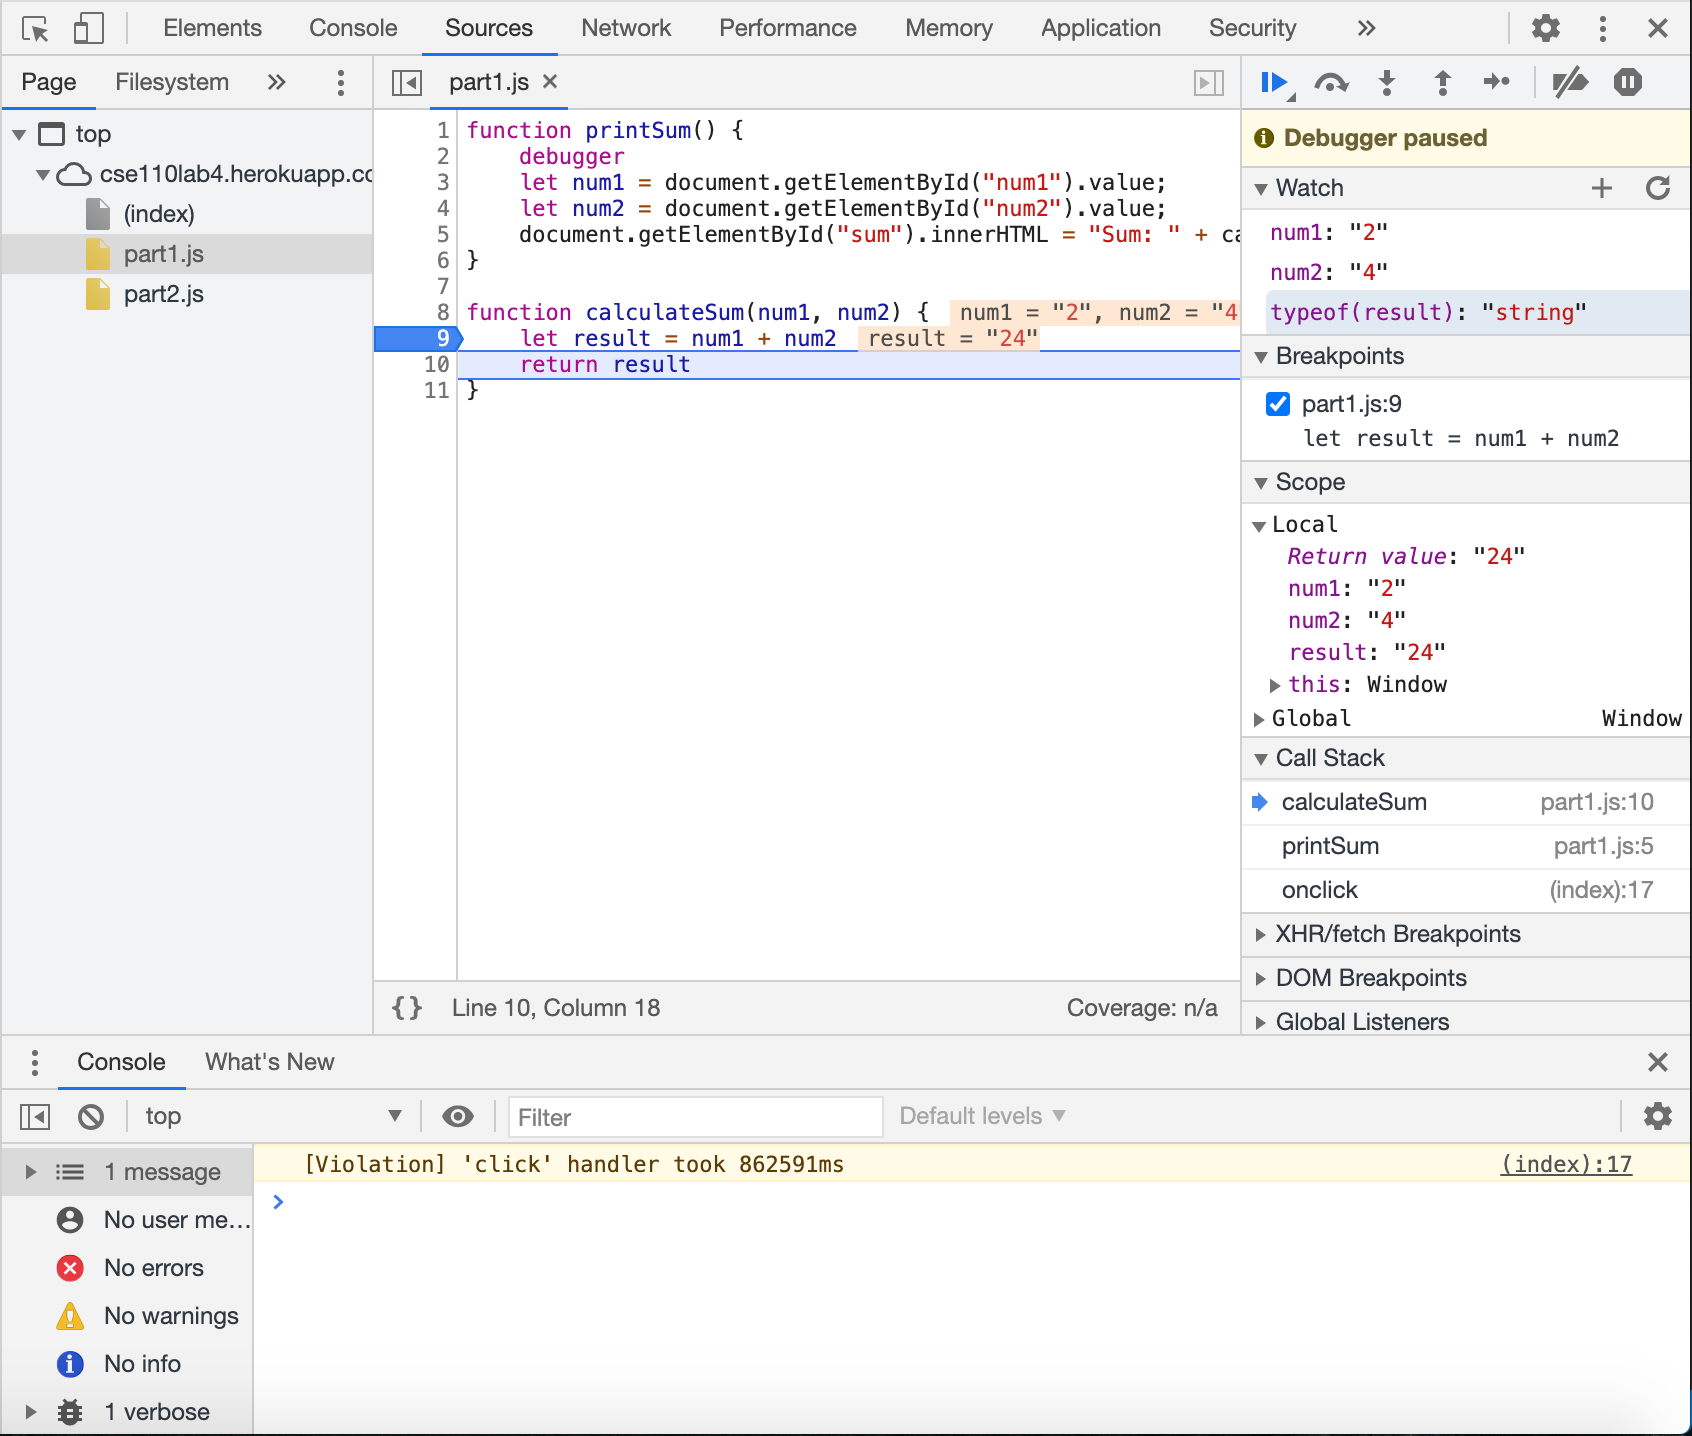 Elements Console Sources Network Performance Memory Application Security
Page Filesystem
part1.js
top
cse110lab4.herokuapp.cc
(index)
part1.js
part2.js
1 function printSum() {
2 debugger
3 let num1 = document.getElementById("num1").value;
4 let num2 = document.getElementById("num2").value;
5 document.getElementById("sum").innerHTML = "Sum: " + ca
6 }
7
8 function calculateSum(num1, num2) { num1 = "2", num2 = "4
9 let result = num1 + num2 result = "24"
10 return result
11 }
{} Line 10, Column 18 Coverage: n/a
Debugger paused
Watch
num1: "2"
num2: "4"
typeof(result): "string"
Breakpoints
part1.js:9
let result = num1 + num2
Scope
Local
Return value: "24"
num1: "2"
num2: "4"
result: "24"
this: Window
Global Window
Call Stack
calculateSum part1.js:10
printSum part1.js:5
onclick (index):17
XHR/fetch Breakpoints
DOM Breakpoints
Global Listeners
Console What's New
top Filter Default levels
1 message
No user me...
No errors
No warnings
No info
1 verbose
[Violation] 'click' handler took 862591ms (index):17